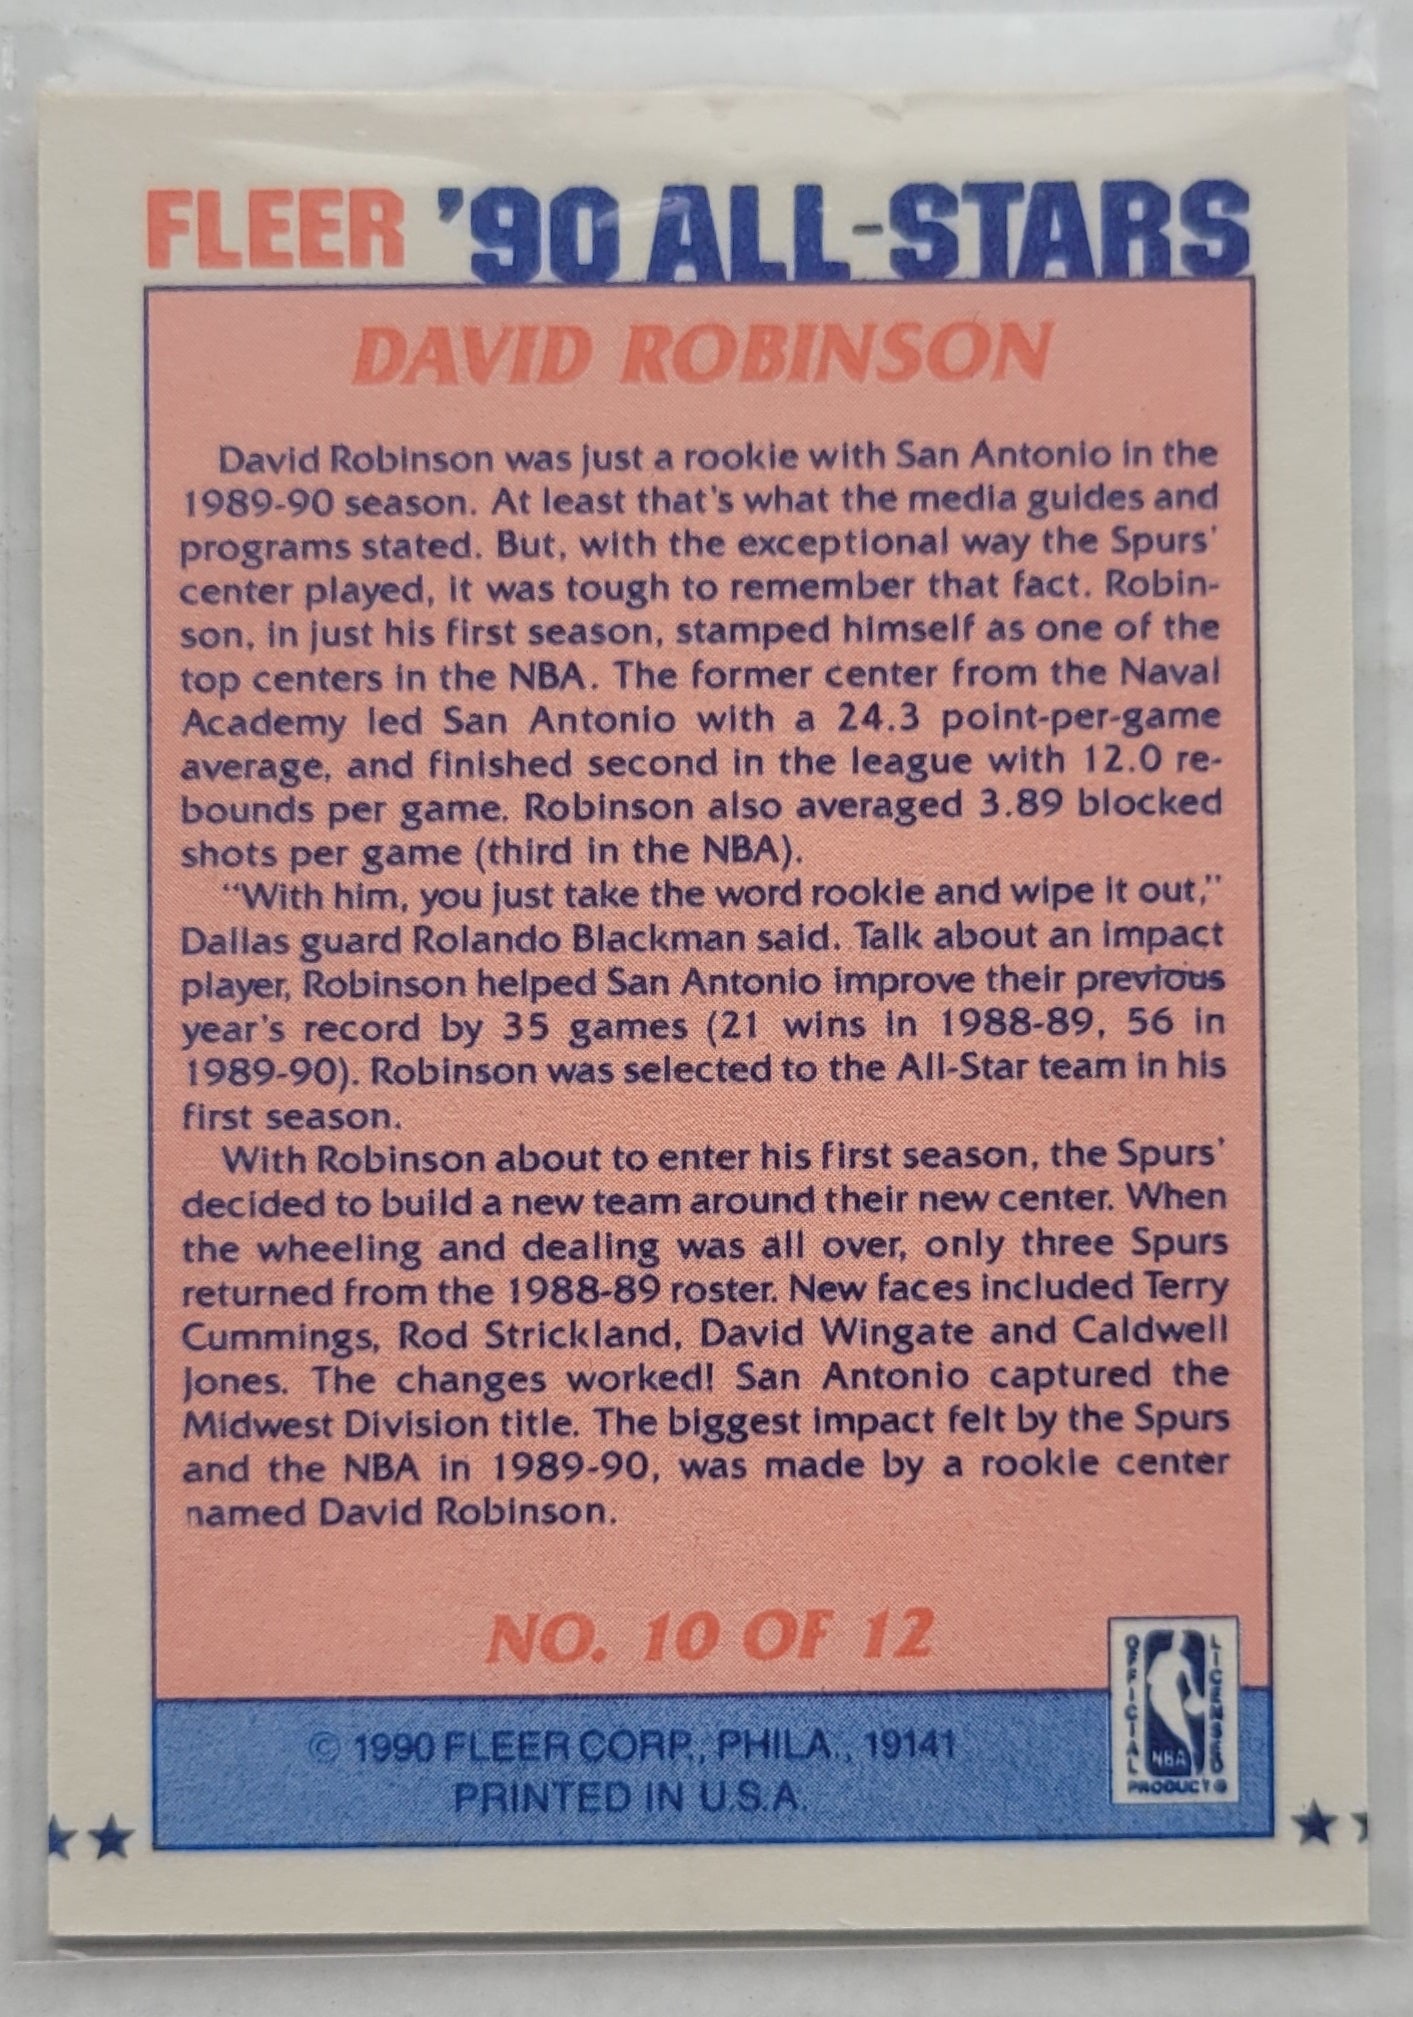 FLEER '90 ALL-STARS
DAVID ROBINSON
David Robinson was just a rookie with San Antonio in the
1989-90 season. At least that's what the media guides and
programs stated. But, with the exceptional way the Spurs'
center played, it was tough to remember that fact. Robin-
son, in just his first season, stamped himself as one of the
top centers in the NBA. The former center from the Naval
Academy led San Antonio with a 24.3 point-per-game
average, and finished second in the league with 12.0 re-
bounds per game. Robinson also averaged 3.89 blocked
shots per game (third in the NBA).
"With him, you just take the word rookie and wipe it out,"
Dallas guard Rolando Blackman said. Talk about an impact
player, Robinson helped San Antonio improve their previous
year's record by 35 games (21 wins in 1988-89, 56 in
1989-90). Robinson was selected to the All-Star team in his
first season.
With Robinson about to enter his first season, the Spurs'
decided to build a new team around their new center. When
the wheeling and dealing was all over, only three Spurs
returned from the 1988-89 roster. New faces included Terry
Cummings, Rod Strickland, David Wingate and Caldwell
Jones. The changes worked! San Antonio captured the
Midwest Division title. The biggest impact felt by the Spurs
and the NBA in 1989-90, was made by a rookie center
named David Robinson.
NO. 10 OF 12
© 1990 FLEER CORP., PHILA., 19141
PRINTED IN U.S.A.
OFFICIAL
LICENSED
NBA
PRODUCT ®